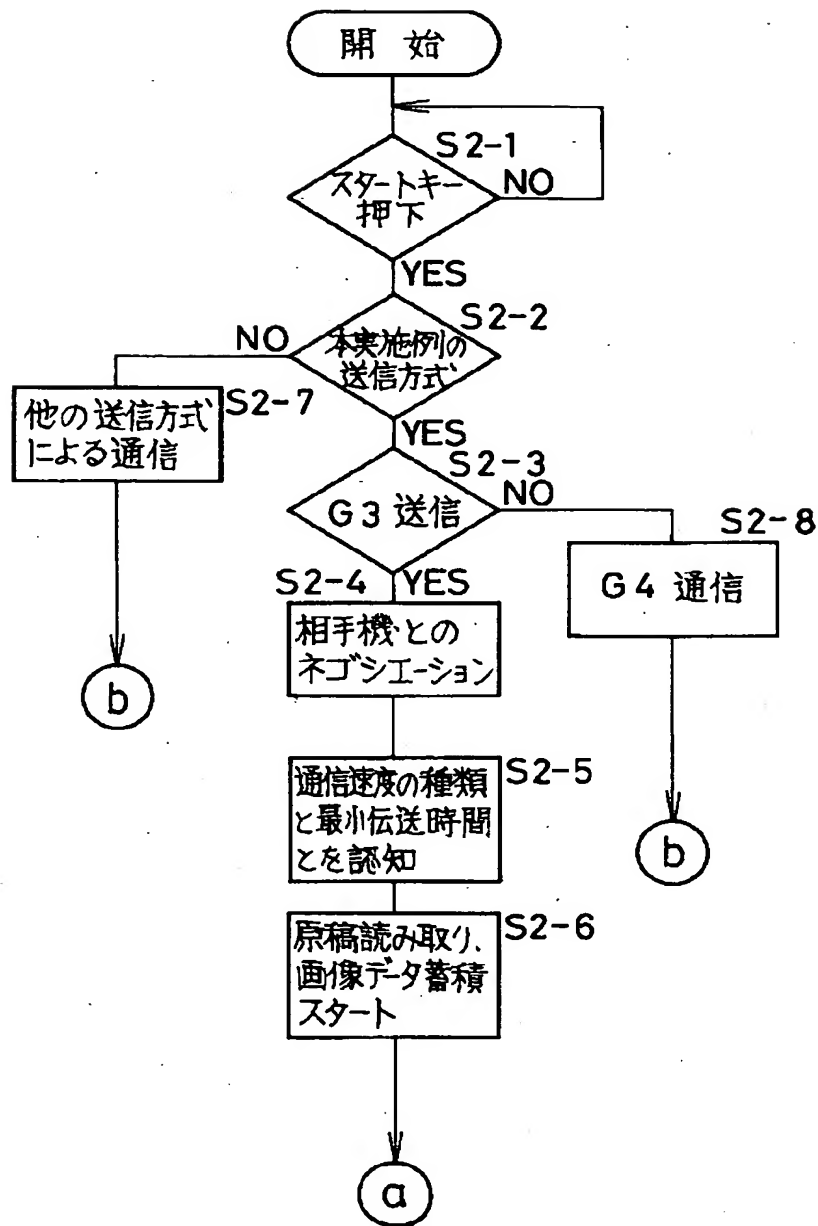 開始
S2-1
スタートキー
押下
NO
YES
S2-2
本実施例の
送信方式
NO
S2-7
他の送信方式
による通信
YES
S2-3
G3 送信
NO
S2-8
G4 通信
S2-4
YES
相手機との
ネゴシエーション
b
S2-5
通信速度の種類
と最小伝送時間
とを認知
b
S2-6
原稿読み取り、
画像データ蓄積
スタート
a